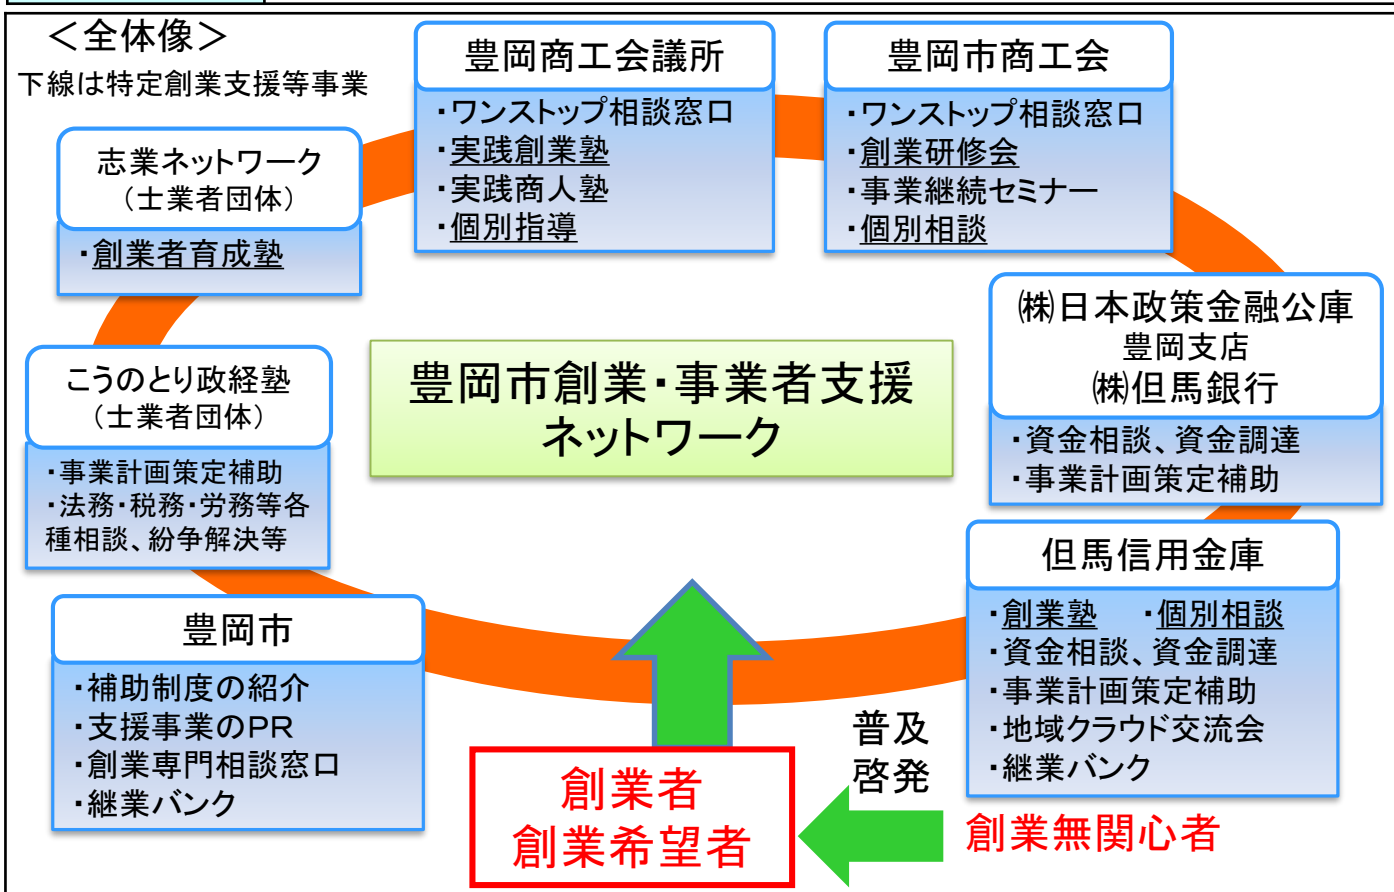 ＜全体像＞
下線は特定創業支援等事業
豊岡商工会議所
・ワンストップ相談窓口
・実践創業塾
・実践商人塾
・個別指導
豊岡市商工会
・ワンストップ相談窓口
・創業研修会
・事業継続セミナー
・個別相談
志業ネットワーク
（士業者団体）
・創業者育成塾
㈱日本政策金融公庫
豊岡支店
㈱但馬銀行
・資金相談、資金調達
・事業計画策定補助
豊岡市創業・事業者支援
ネットワーク
こうのとり政経塾
（士業者団体）
・事業計画策定補助
・法務・税務・労務等各
種相談、紛争解決等
但馬信用金庫
・創業塾　・個別相談
・資金相談、資金調達
・事業計画策定補助
・地域クラウド交流会
・継業バンク
豊岡市
・補助制度の紹介
・支援事業のPR
・創業専門相談窓口
・継業バンク
創業者
創業希望者
普及
啓発
創業無関心者